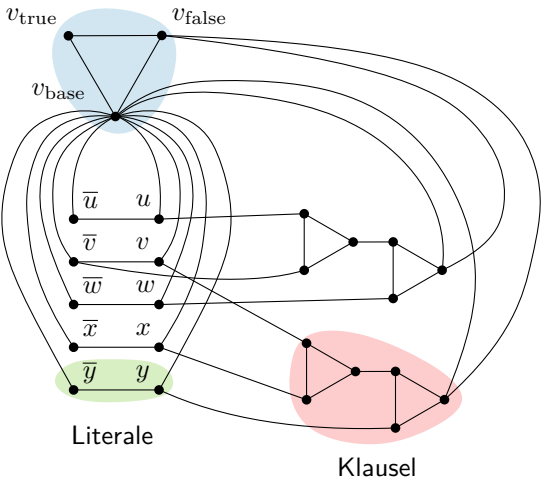 v_true v_false
v_base
u̅ u
v̅ v
w̅ w
x̅ x
y̅ y
Literale
Klausel